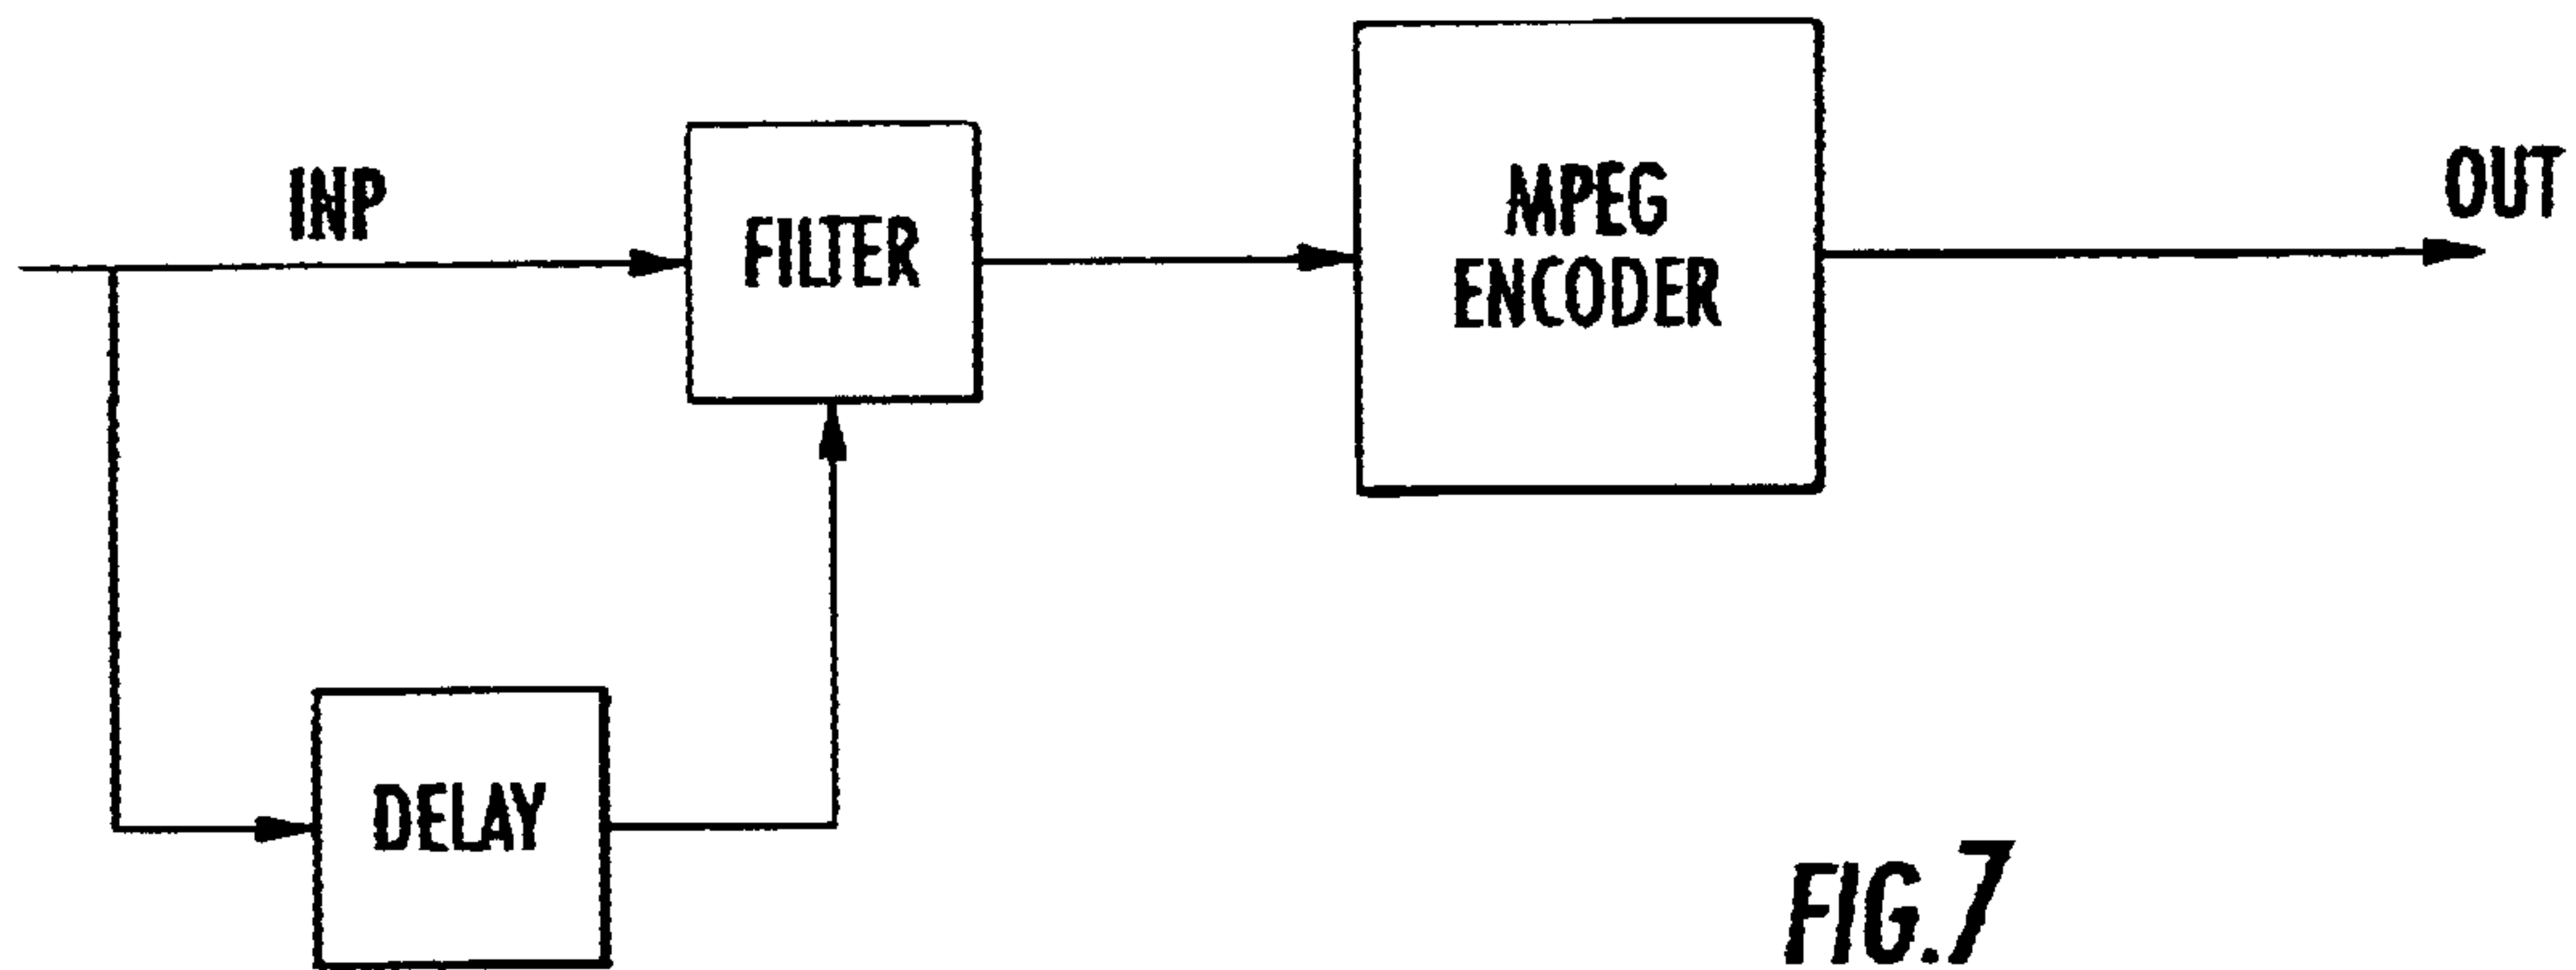 INP
FILTER
MPEG
ENCODER
OUT
DELAY
FIG.7